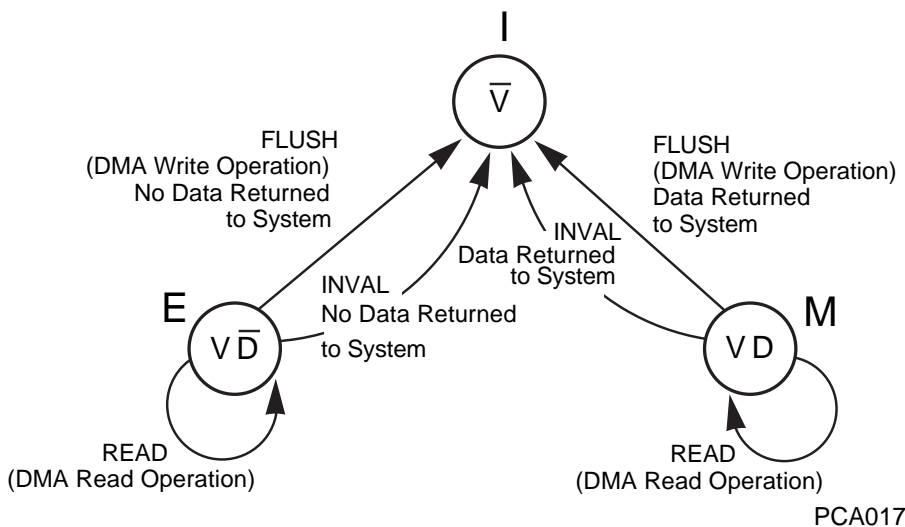 I
V̅
FLUSH
(DMA Write Operation)
No Data Returned
to System
FLUSH
(DMA Write Operation)
Data Returned
to System
INVAL
Data Returned
to System
INVAL
No Data Returned
to System
E
V D̅
M
V D
READ
(DMA Read Operation)
READ
(DMA Read Operation)
PCA017